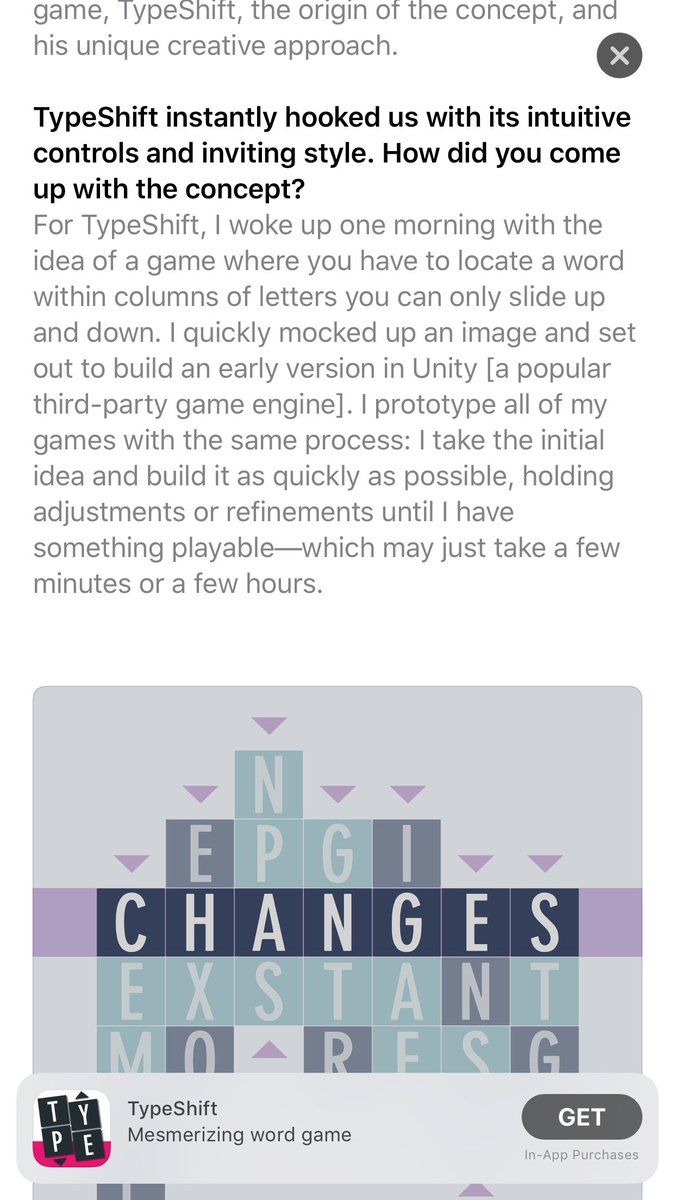 game, TypeShift, the origin of the concept, and
his unique creative approach.
TypeShift instantly hooked us with its intuitive
controls and inviting style. How did you come
up with the concept?
For TypeShift, I woke up one morning with the
idea of a game where you have to locate a word
within columns of letters you can only slide up
and down. I quickly mocked up an image and set
out to build an early version in Unity [a popular
third-party game engine]. I prototype all of my
games with the same process: I take the initial
idea and build it as quickly as possible, holding
adjustments or refinements until I have
something playable—which may just take a few
minutes or a few hours.
N
E P G I
C H A N G E S
E X S T A N T
M O R E S G
T Y
P E
TypeShift
Mesmerizing word game
GET
In-App Purchases